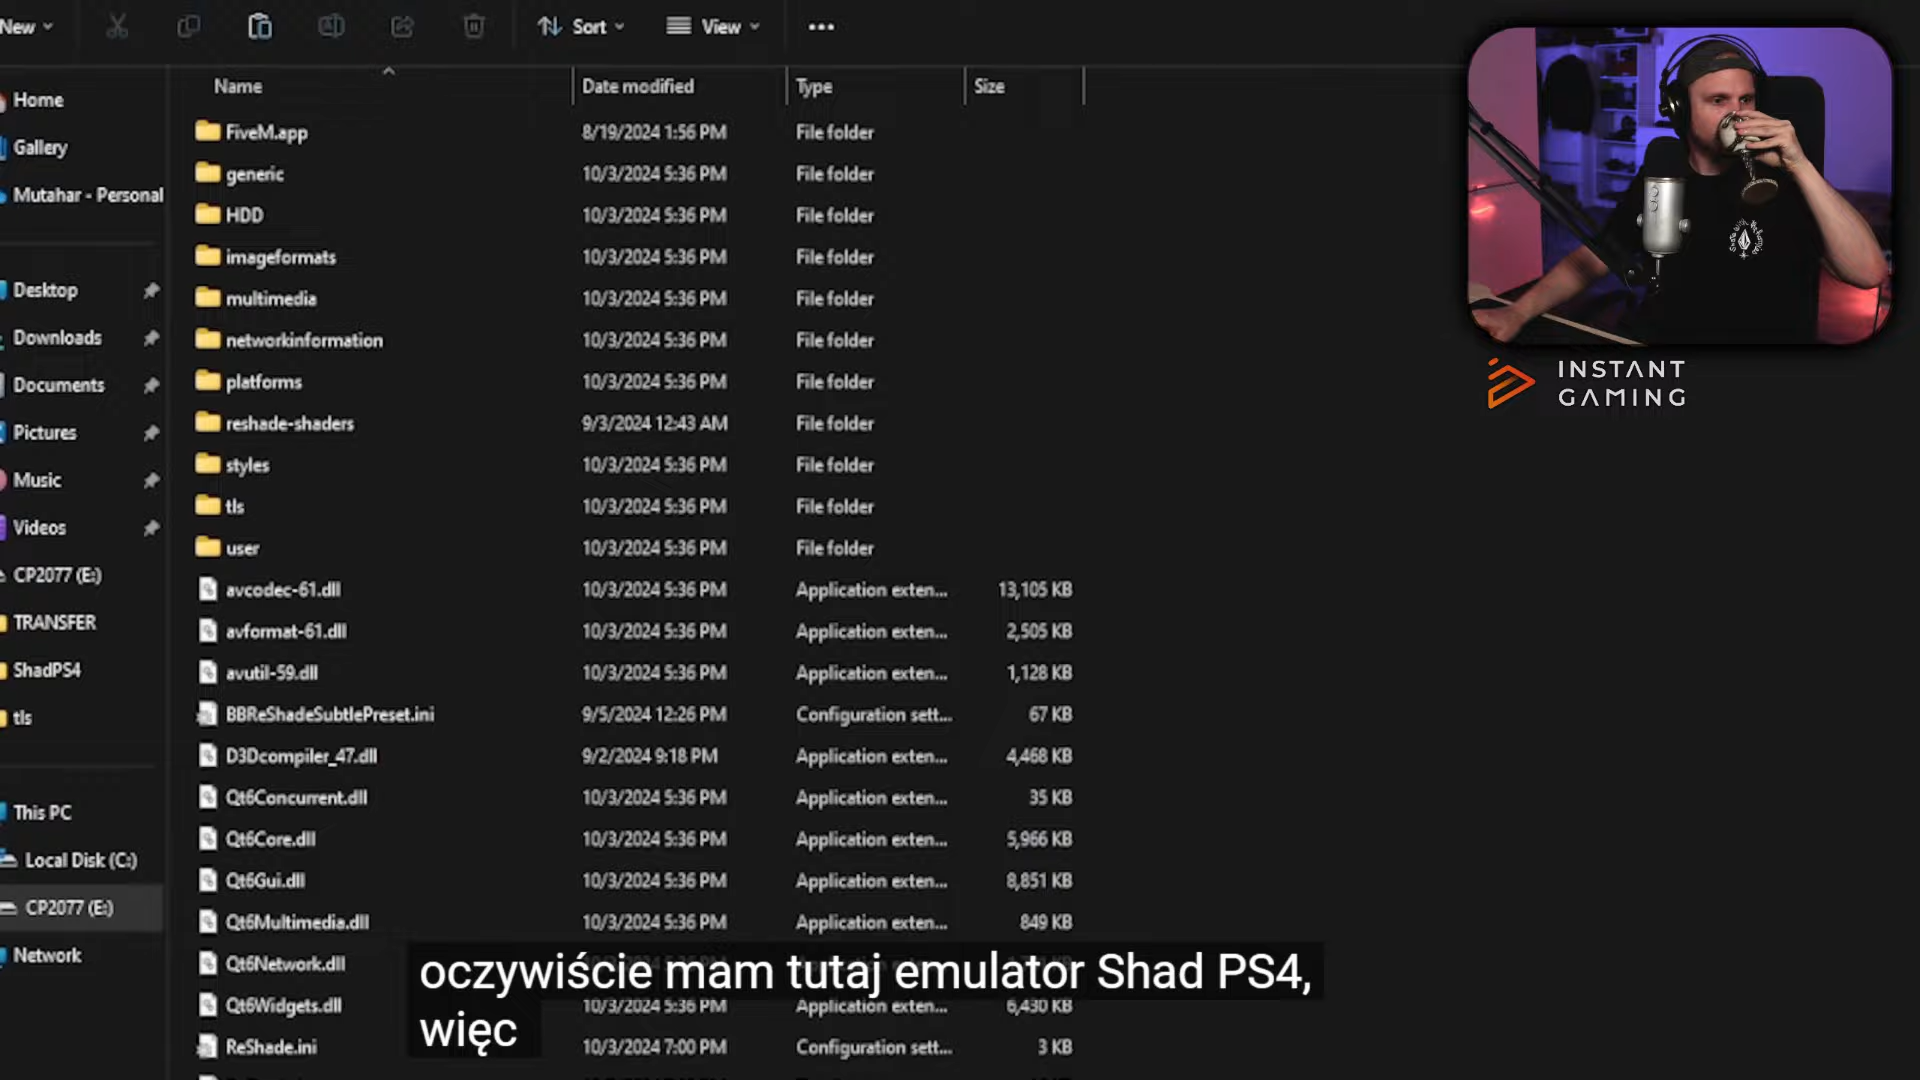 New
Sort
View
Name
Date modified
Type
Size
Home
Gallery
Mutahar - Personal
Desktop
Downloads
Documents
Pictures
Music
Videos
CP2077 (E:)
TRANSFER
ShadPS4
tls
This PC
Local Disk (C:)
CP2077 (E:)
Network
FiveM.app 8/19/2024 1:56 PM File folder
generic 10/3/2024 5:36 PM File folder
HDD 10/3/2024 5:36 PM File folder
imageformats 10/3/2024 5:36 PM File folder
multimedia 10/3/2024 5:36 PM File folder
networkinformation 10/3/2024 5:36 PM File folder
platforms 10/3/2024 5:36 PM File folder
reshade-shaders 9/3/2024 12:43 AM File folder
styles 10/3/2024 5:36 PM File folder
tls 10/3/2024 5:36 PM File folder
user 10/3/2024 5:36 PM File folder
avcodec-61.dll 10/3/2024 5:36 PM Application exten... 13,105 KB
avformat-61.dll 10/3/2024 5:36 PM Application exten... 2,505 KB
avutil-59.dll 10/3/2024 5:36 PM Application exten... 1,128 KB
BBReShadeSubtlePreset.ini 9/5/2024 12:26 PM Configuration sett... 67 KB
D3Dcompiler_47.dll 9/2/2024 9:18 PM Application exten... 4,468 KB
Qt6Concurrent.dll 10/3/2024 5:36 PM Application exten... 35 KB
Qt6Core.dll 10/3/2024 5:36 PM Application exten... 5,966 KB
Qt6Gui.dll 10/3/2024 5:36 PM Application exten... 8,851 KB
Qt6Multimedia.dll 10/3/2024 5:36 PM Application exten... 849 KB
Qt6Network.dll
Qt6Widgets.dll 10/3/2024 5:36 PM Application exten... 6,430 KB
ReShade.ini 10/3/2024 7:00 PM Configuration sett... 3 KB
oczywiście mam tutaj emulator Shad PS4,
więc
INSTANT
GAMING